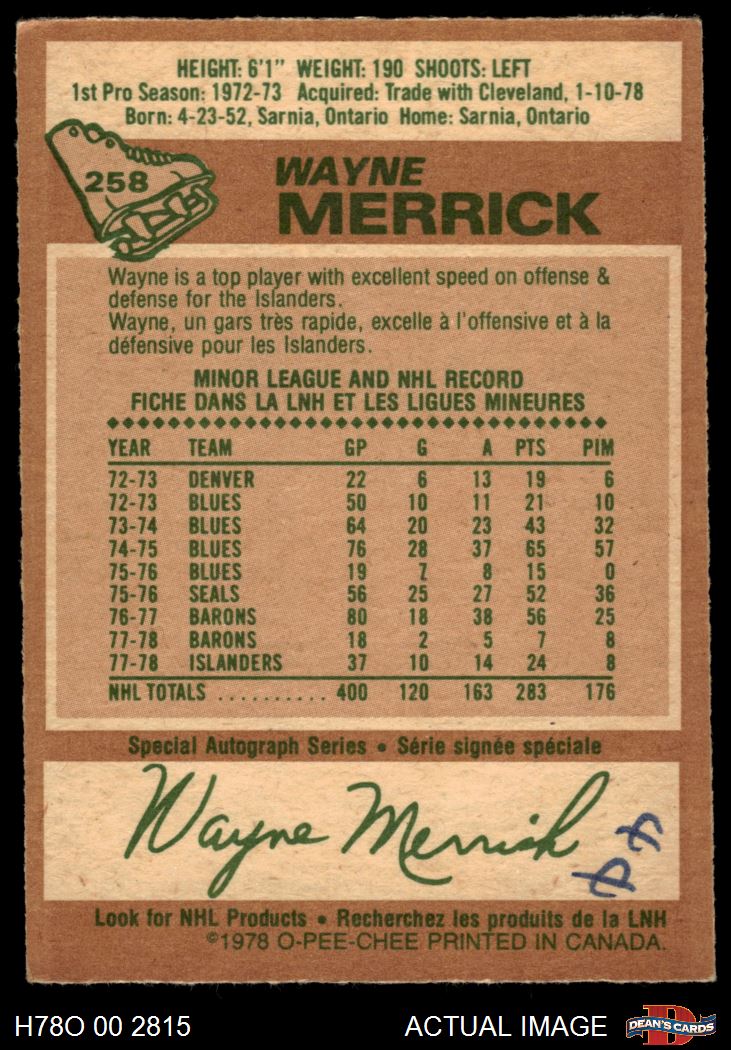 HEIGHT: 6'1" WEIGHT: 190 SHOOTS: LEFT
1st Pro Season: 1972-73 Acquired: Trade with Cleveland, 1-10-78
Born: 4-23-52, Sarnia, Ontario Home: Sarnia, Ontario
258
WAYNE
MERRICK
Wayne is a top player with excellent speed on offense &
defense for the Islanders.
Wayne, un gars très rapide, excelle à l'offensive et à la
défensive pour les Islanders.
MINOR LEAGUE AND NHL RECORD
FICHE DANS LA LNH ET LES LIGUES MINEURES
YEAR TEAM GP G A PTS PIM
72-73 DENVER 22 6 13 19 6
72-73 BLUES 50 10 11 21 10
73-74 BLUES 64 20 23 43 32
74-75 BLUES 76 28 37 65 57
75-76 BLUES 19 7 8 15 0
75-76 SEALS 56 25 27 52 36
76-77 BARONS 80 18 38 56 25
77-78 BARONS 18 2 5 7 8
77-78 ISLANDERS 37 10 14 24 8
NHL TOTALS .......... 400 120 163 283 176
Special Autograph Series • Série signée spéciale
Wayne Merrick
Look for NHL Products • Recherchez les produits de la LNH
©1978 O-PEE-CHEE PRINTED IN CANADA.
H78O 00 2815 ACTUAL IMAGE DEAN'S CARDS